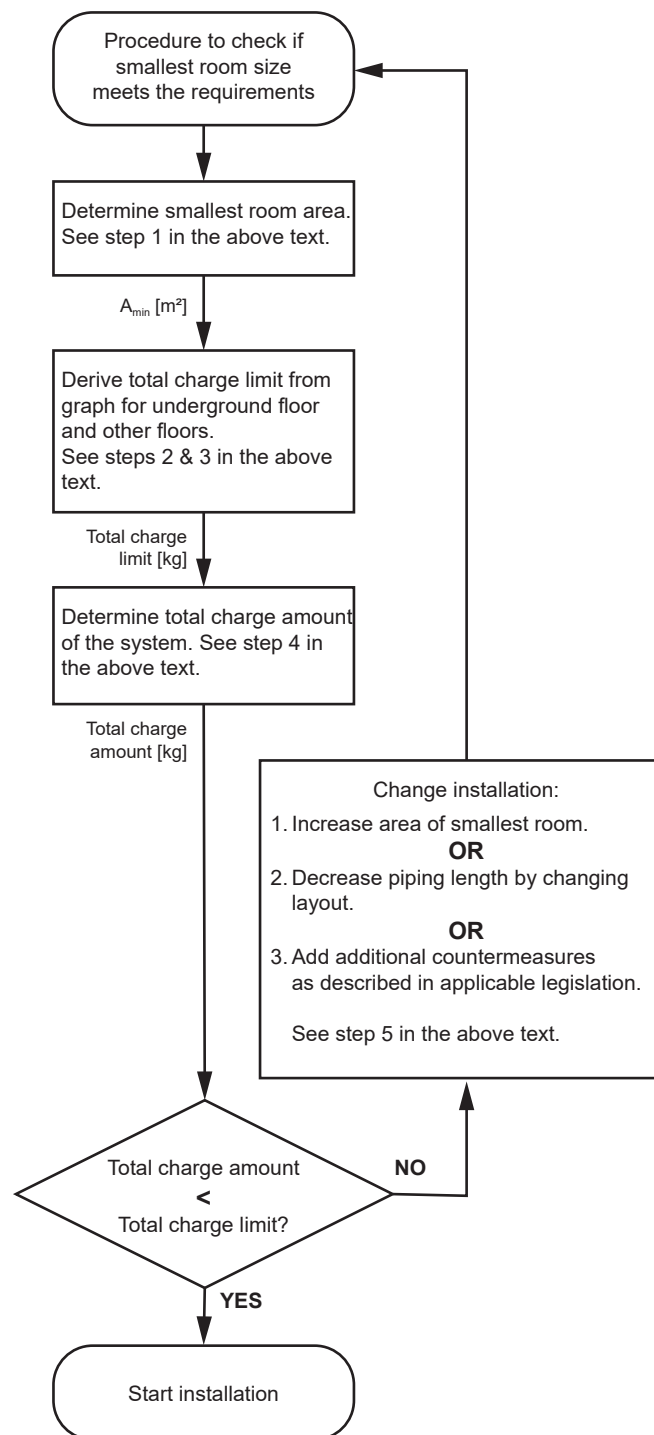 Procedure to check if
smallest room size
meets the requirements
Determine smallest room area.
See step 1 in the above text.
Amin [m²]
Derive total charge limit from
graph for underground floor
and other floors.
See steps 2 & 3 in the above
text.
Total charge
limit [kg]
Determine total charge amount
of the system. See step 4 in
the above text.
Total charge
amount [kg]
Change installation:
1. Increase area of smallest room.
OR
2. Decrease piping length by changing
layout.
OR
3. Add additional countermeasures
as described in applicable legislation.
See step 5 in the above text.
Total charge amount
<
Total charge limit?
NO
YES
Start installation